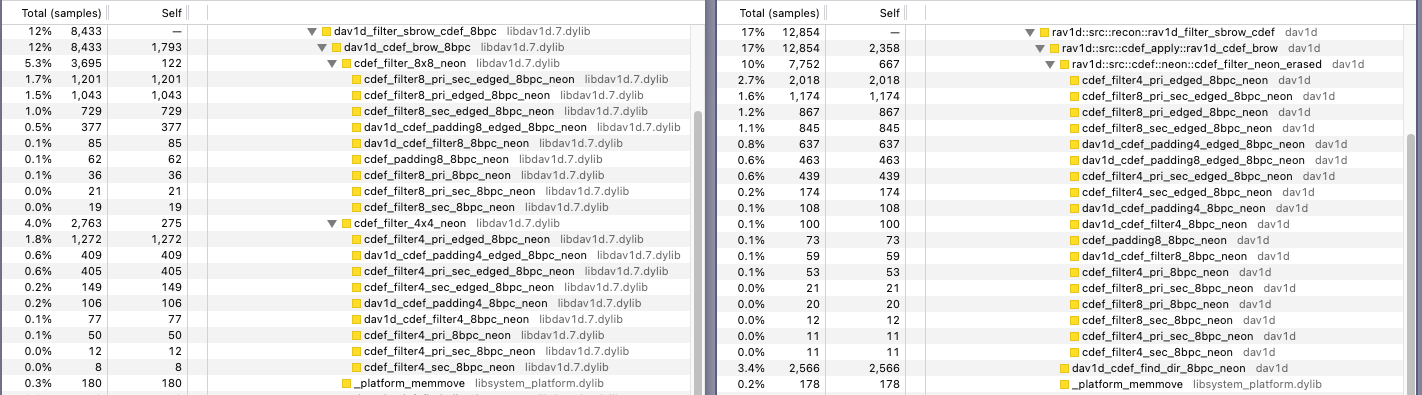 Total (samples) Self
12% 8,433 — dav1d_filter_sbrow_cdef_8bpc libdav1d.7.dylib
12% 8,433 1,793 dav1d_cdef_brow_8bpc libdav1d.7.dylib
5.3% 3,695 122 cdef_filter_8x8_neon libdav1d.7.dylib
1.7% 1,201 1,201 cdef_filter8_pri_sec_edged_8bpc_neon libdav1d.7.dylib
1.5% 1,043 1,043 cdef_filter8_pri_edged_8bpc_neon libdav1d.7.dylib
1.0% 729 729 cdef_filter8_sec_edged_8bpc_neon libdav1d.7.dylib
0.5% 377 377 dav1d_cdef_padding8_edged_8bpc_neon libdav1d.7.dylib
0.1% 85 85 dav1d_cdef_filter8_8bpc_neon libdav1d.7.dylib
0.1% 62 62 cdef_padding8_8bpc_neon libdav1d.7.dylib
0.1% 36 36 cdef_filter8_pri_8bpc_neon libdav1d.7.dylib
0.0% 21 21 cdef_filter8_pri_sec_8bpc_neon libdav1d.7.dylib
0.0% 19 19 cdef_filter8_sec_8bpc_neon libdav1d.7.dylib
4.0% 2,763 275 cdef_filter_4x4_neon libdav1d.7.dylib
1.8% 1,272 1,272 cdef_filter4_pri_edged_8bpc_neon libdav1d.7.dylib
0.6% 409 409 dav1d_cdef_padding4_edged_8bpc_neon libdav1d.7.dylib
0.6% 405 405 cdef_filter4_pri_sec_edged_8bpc_neon libdav1d.7.dylib
0.2% 149 149 cdef_filter4_sec_edged_8bpc_neon libdav1d.7.dylib
0.2% 106 106 dav1d_cdef_padding4_8bpc_neon libdav1d.7.dylib
0.1% 77 77 dav1d_cdef_filter4_8bpc_neon libdav1d.7.dylib
0.1% 50 50 cdef_filter4_pri_8bpc_neon libdav1d.7.dylib
0.0% 12 12 cdef_filter4_pri_sec_8bpc_neon libdav1d.7.dylib
0.0% 8 8 cdef_filter4_sec_8bpc_neon libdav1d.7.dylib
0.3% 180 180 _platform_memmove libsystem_platform.dylib
Total (samples) Self
17% 12,854 — rav1d::src::recon::rav1d_filter_sbrow_cdef dav1d
17% 12,854 2,358 rav1d::src::cdef_apply::rav1d_cdef_brow dav1d
10% 7,752 667 rav1d::src::cdef::neon::cdef_filter_neon_erased dav1d
2.7% 2,018 2,018 cdef_filter4_pri_edged_8bpc_neon dav1d
1.6% 1,174 1,174 cdef_filter8_pri_sec_edged_8bpc_neon dav1d
1.2% 867 867 cdef_filter8_pri_edged_8bpc_neon dav1d
1.1% 845 845 cdef_filter8_sec_edged_8bpc_neon dav1d
0.8% 637 637 dav1d_cdef_padding4_edged_8bpc_neon dav1d
0.6% 463 463 dav1d_cdef_padding8_edged_8bpc_neon dav1d
0.6% 439 439 cdef_filter4_pri_sec_edged_8bpc_neon dav1d
0.2% 174 174 cdef_filter4_sec_edged_8bpc_neon dav1d
0.1% 108 108 dav1d_cdef_padding4_8bpc_neon dav1d
0.1% 100 100 dav1d_cdef_filter4_8bpc_neon dav1d
0.1% 73 73 cdef_padding8_8bpc_neon dav1d
0.1% 59 59 dav1d_cdef_filter8_8bpc_neon dav1d
0.1% 53 53 cdef_filter4_pri_8bpc_neon dav1d
0.0% 21 21 cdef_filter8_pri_sec_8bpc_neon dav1d
0.0% 20 20 cdef_filter8_pri_8bpc_neon dav1d
0.0% 12 12 cdef_filter8_sec_8bpc_neon dav1d
0.0% 11 11 cdef_filter4_pri_sec_8bpc_neon dav1d
0.0% 11 11 cdef_filter4_sec_8bpc_neon dav1d
3.4% 2,566 2,566 dav1d_cdef_find_dir_8bpc_neon dav1d
0.2% 178 178 _platform_memmove libsystem_platform.dylib